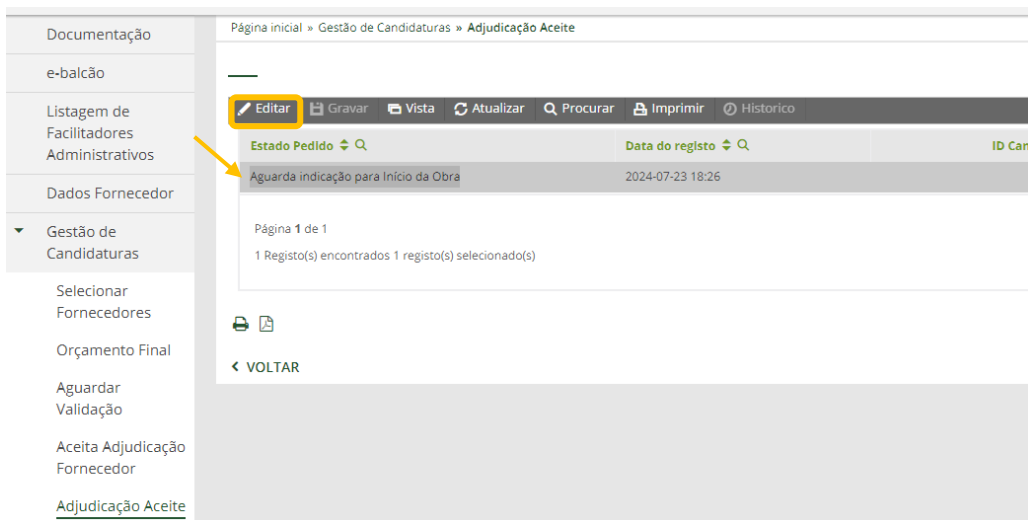 Documentação
e-balcão
Listagem de
Facilitadores
Administrativos
Dados Fornecedor
Gestão de
Candidaturas
Selecionar
Fornecedores
Orçamento Final
Aguardar
Validação
Aceita Adjudicação
Fornecedor
Adjudicação Aceite
Página inicial » Gestão de Candidaturas » Adjudicação Aceite
Editar Gravar Vista Atualizar Procurar Imprimir Historico
Estado Pedido Data do registo ID Can
Aguarda indicação para Início da Obra 2024-07-23 18:26
Página 1 de 1
1 Registo(s) encontrados 1 registo(s) selecionado(s)
VOLTAR